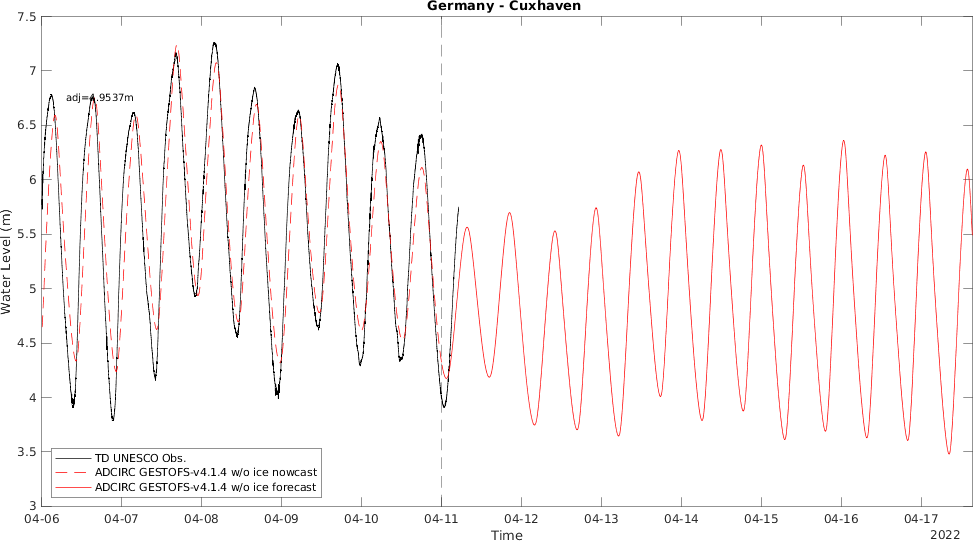 Germany - Cuxhaven
7.5
7
6.5
6
5.5
5
4.5
4
3.5
3
Water Level (m)
adj=4.9537m
TD UNESCO Obs.
ADCIRC GESTOFS-v4.1.4 w/o ice nowcast
ADCIRC GESTOFS-v4.1.4 w/o ice forecast
04-06 04-07 04-08 04-09 04-10 04-11 04-12 04-13 04-14 04-15 04-16 04-17
Time
2022